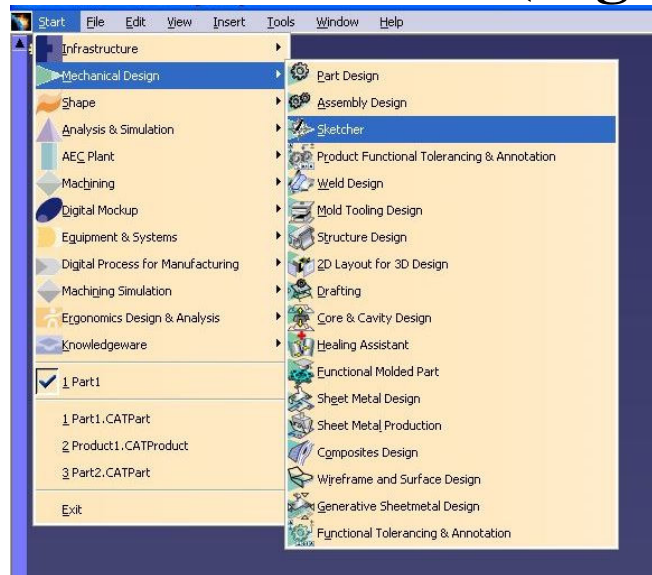 Start File Edit View Insert Tools Window Help
Infrastructure
Mechanical Design
Shape
Analysis & Simulation
AEC Plant
Machining
Digital Mockup
Equipment & Systems
Digital Process for Manufacturing
Machining Simulation
Ergonomics Design & Analysis
Knowledgeware
1 Part1
1 Part1.CATPart
2 Product1.CATProduct
3 Part2.CATPart
Exit
Part Design
Assembly Design
Sketcher
Product Functional Tolerancing & Annotation
Weld Design
Mold Tooling Design
Structure Design
2D Layout for 3D Design
Drafting
Core & Cavity Design
Healing Assistant
Functional Molded Part
Sheet Metal Design
Sheet Metal Production
Composites Design
Wireframe and Surface Design
Generative Sheetmetal Design
Functional Tolerancing & Annotation